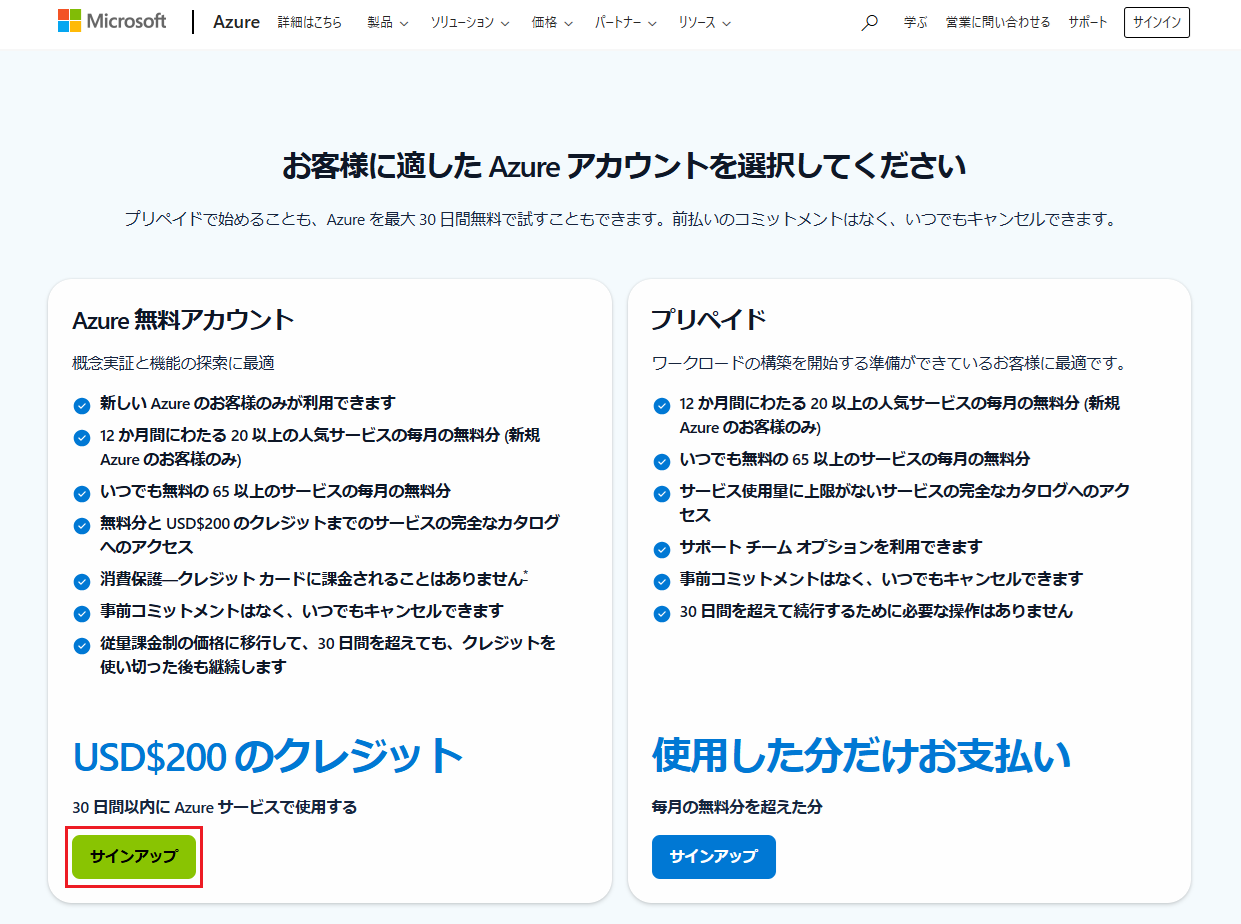 Microsoft Azure 詳細はこちら 製品 ソリューション 価格 パートナー リソース 学ぶ 営業に問い合わせる サポート サインイン
お客様に適した Azure アカウントを選択してください
プリペイドで始めることも、Azure を最大 30 日間無料で試すこともできます。前払いのコミットメントはなく、いつでもキャンセルできます。
Azure 無料アカウント
概念実証と機能の探索に最適
新しい Azure のお客様のみが利用できます
12 か月間にわたる 20 以上の人気サービスの毎月の無料分 (新規
Azure のお客様のみ)
いつでも無料の 65 以上のサービスの毎月の無料分
無料分と USD$200 のクレジットまでのサービスの完全なカタログ
へのアクセス
消費保護—クレジット カードに課金されることはありません*
事前コミットメントはなく、いつでもキャンセルできます
従量課金制の価格に移行して、30 日間を超えても、クレジットを
使い切った後も継続します
USD$200 のクレジット
30 日間以内に Azure サービスで使用する
サインアップ
プリペイド
ワークロードの構築を開始する準備ができているお客様に最適です。
12 か月間にわたる 20 以上の人気サービスの毎月の無料分 (新規
Azure のお客様のみ)
いつでも無料の 65 以上のサービスの毎月の無料分
サービス使用量に上限がないサービスの完全なカタログへのアク
セス
サポート チーム オプションを利用できます
事前コミットメントはなく、いつでもキャンセルできます
30 日間を超えて続行するために必要な操作はありません
使用した分だけお支払い
毎月の無料分を超えた分
サインアップ